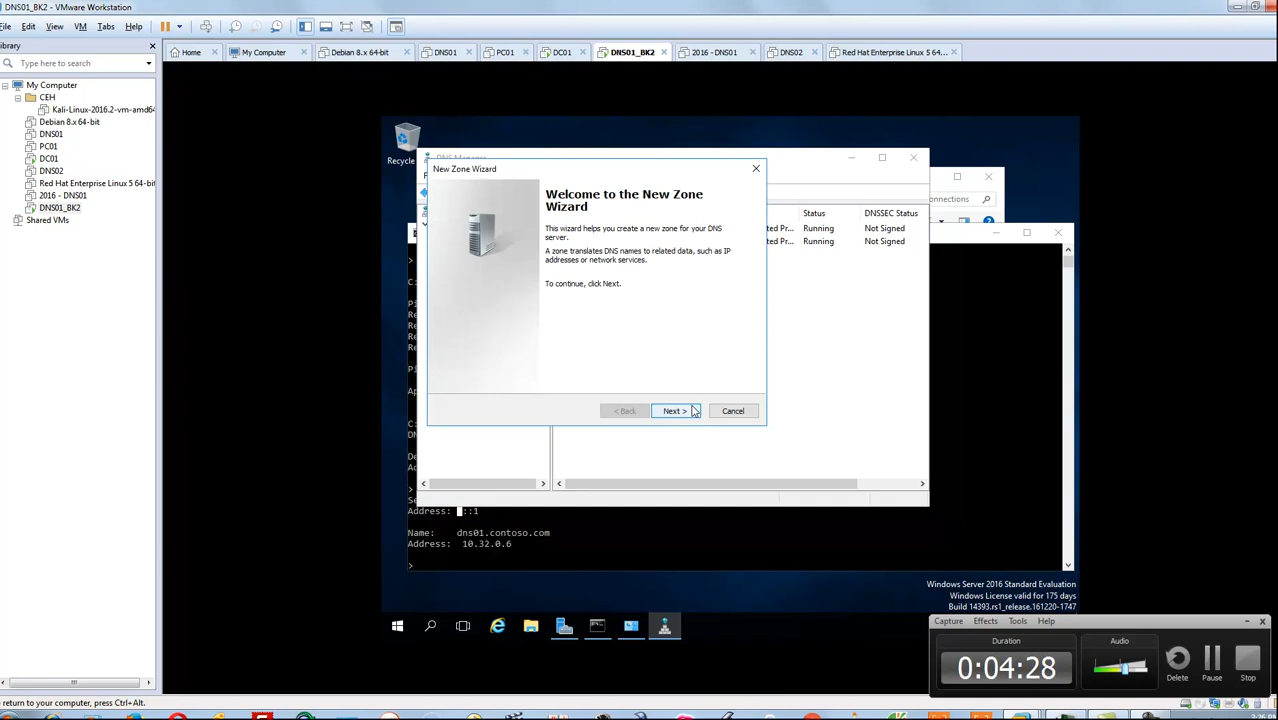 DNS01_BK2 - VMware Workstation
File Edit View VM Tabs Help
Library
Type here to search
My Computer
CEH
Kali-Linux-2016.2-vm-amd64
Debian 8.x 64-bit
DNS01
PC01
DC01
DNS02
Red Hat Enterprise Linux 5 64-bit
2016 - DNS01
DNS01_BK2
Shared VMs
Home
My Computer
Debian 8.x 64-bit
DNS01
PC01
DC01
DNS01_BK2
2016 - DNS01
DNS02
Red Hat Enterprise Linux 5 64...
Recycle
New Zone Wizard
Welcome to the New Zone
Wizard
This wizard helps you create a new zone for your DNS
server.
A zone translates DNS names to related data, such as IP
addresses or network services.
To continue, click Next.
< Back
Next >
Cancel
onnections
Status
DNSSEC Status
ted Pr... Running Not Signed
ted Pr... Running Not Signed
Address: ::1
Name: dns01.contoso.com
Address: 10.32.0.6
>
Windows Server 2016 Standard Evaluation
Windows License valid for 175 days
Build 14393.rs1_release.161220-1747
Capture Effects Tools Help
Duration
0:04:28
Audio
Delete
Pause
Stop
return to your computer, press Ctrl+Alt.